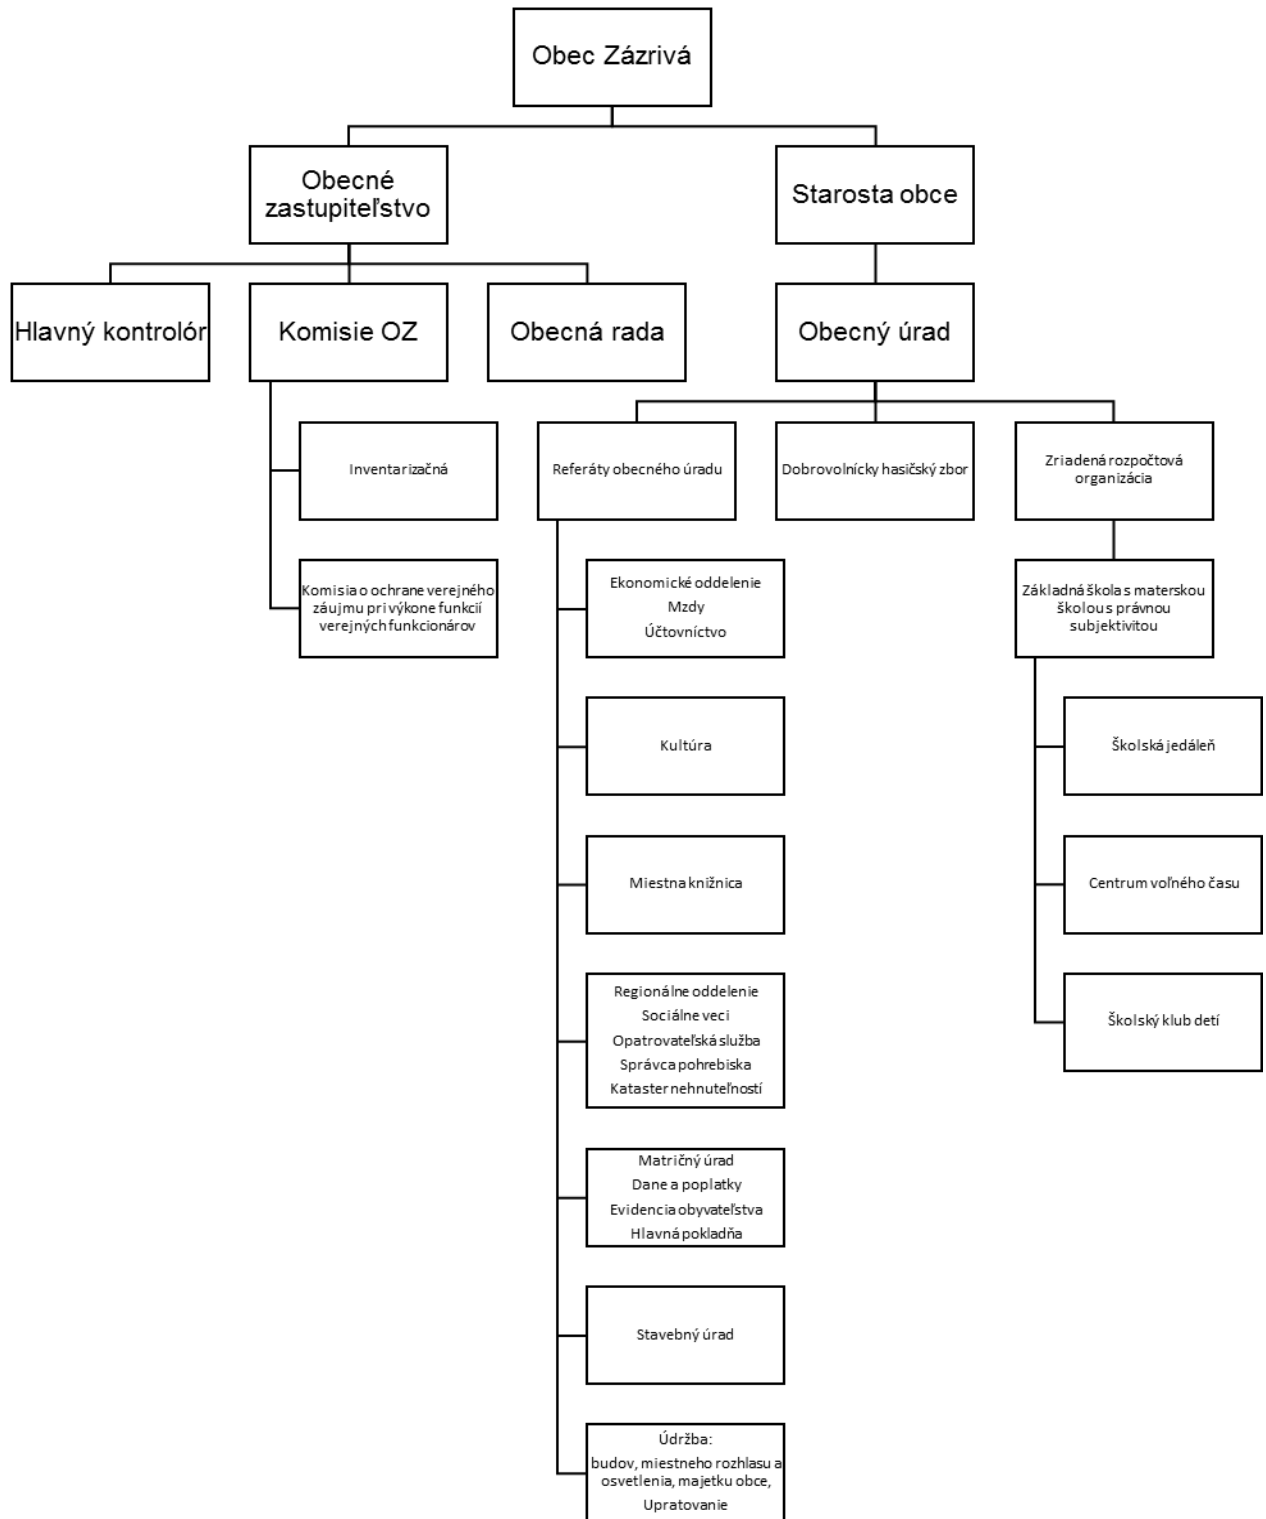 Obec Zázrivá
Obecné
zastupiteľstvo
Starosta obce
Hlavný kontrolór
Komisie OZ
Obecná rada
Obecný úrad
Inventarizačná
Komisia o ochrane verejného
záujmu pri výkone funkcií
verejných funkcionárov
Referáty obecného úradu
Dobrovolnícky hasičský zbor
Zriadená rozpočtová
organizácia
Ekonomické oddelenie
Mzdy
Účtovníctvo
Kultúra
Miestna knižnica
Regionálne oddelenie
Sociálne veci
Opatrovateľská služba
Správca pohrebiska
Kataster nehnuteľností
Matričný úrad
Dane a poplatky
Evidencia obyvateľstva
Hlavná pokladňa
Stavebný úrad
Údržba:
budov, miestneho rozhlasu a
osvetlenia, majetku obce,
Upratovanie
Základná škola s materskou
školou s právnou
subjektivitou
Školská jedáleň
Centrum voľného času
Školský klub detí